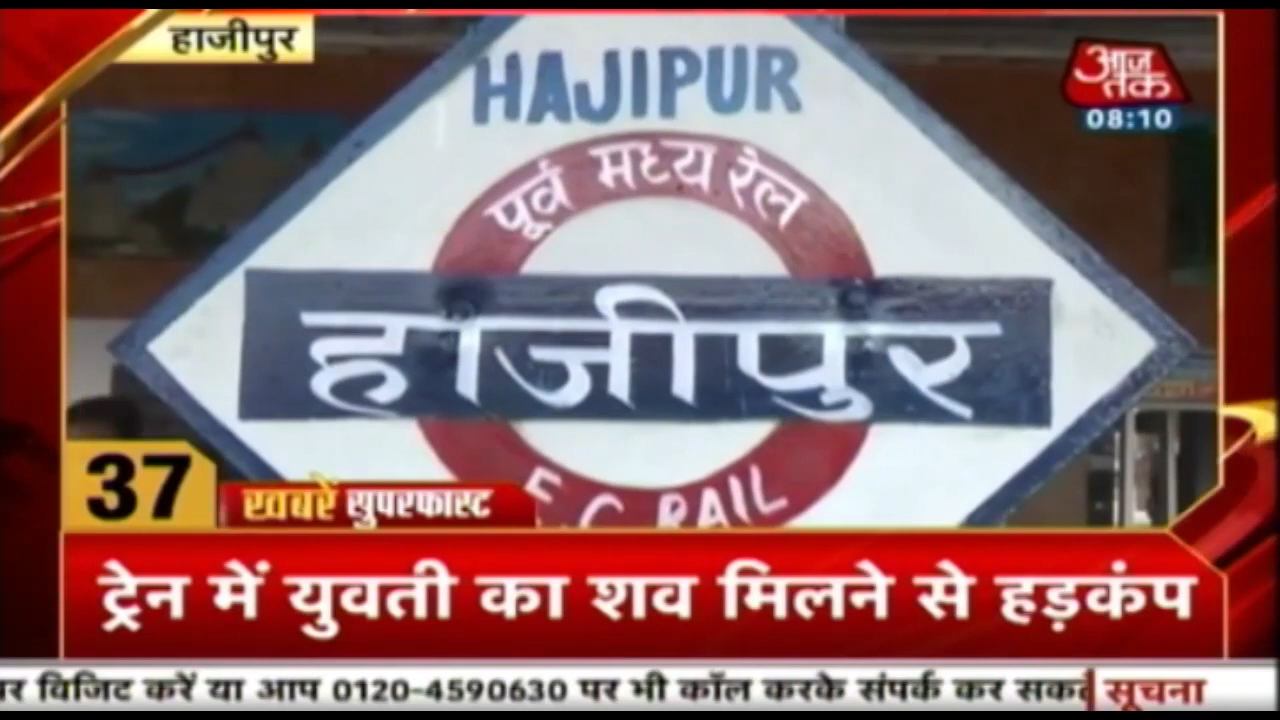 हाजीपुर
आज तक
08:10
HAJIPUR
पूर्व मध्य रेल
हाजीपुर
E.C. RAIL
37
खबरें सुपरफास्ट
ट्रेन में युवती का शव मिलने से हड़कंप
पर विजिट करें या आप 0120-4590630 पर भी कॉल करके संपर्क कर सकते
सूचना